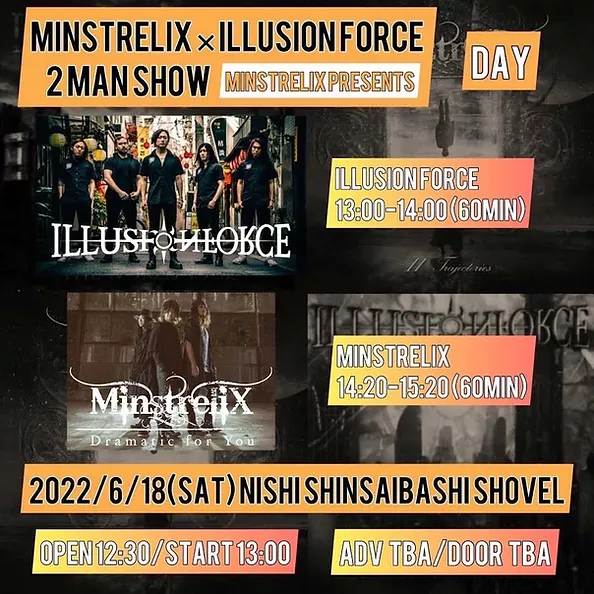 MINSTRELIX × ILLUSION FORCE
2 MAN SHOW MINSTRELIX PRESENTS
DAY
ILLUSION FORCE
13:00-14:00 (60MIN)
ILLUSION FORCE
11 Trajectories
ILLUSION FORCE
MINSTRELIX
14:20-15:20 (60MIN)
MinstreliX
Dramatic for You
2022/6/18(SAT) NISHI SHINSAIBASHI SHOVEL
OPEN 12:30/START 13:00
ADV TBA/DOOR TBA